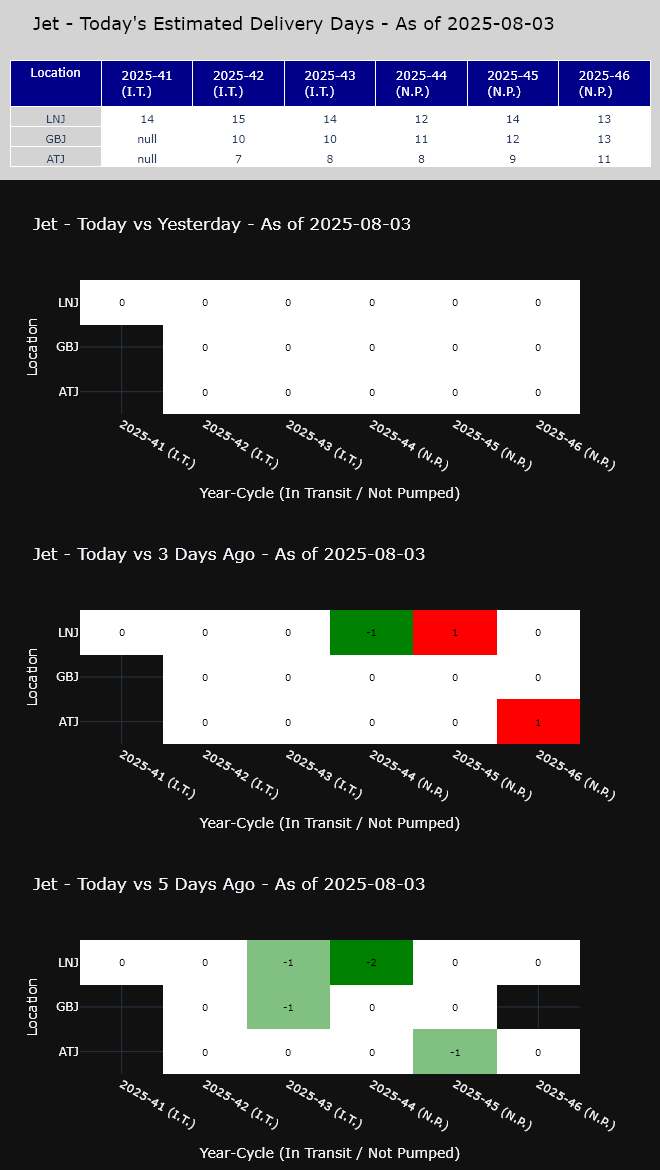 Jet - Today's Estimated Delivery Days - As of 2025-08-03
Location 2025-41 (I.T.) 2025-42 (I.T.) 2025-43 (I.T.) 2025-44 (N.P.) 2025-45 (N.P.) 2025-46 (N.P.)
LNJ 14 15 14 12 14 13
GBJ null 10 10 11 12 13
ATJ null 7 8 8 9 11
Jet - Today vs Yesterday - As of 2025-08-03
Location
LNJ 0 0 0 0 0 0
GBJ 0 0 0 0 0
ATJ 0 0 0 0 0
2025-41 (I.T.) 2025-42 (I.T.) 2025-43 (I.T.) 2025-44 (N.P.) 2025-45 (N.P.) 2025-46 (N.P.)
Year-Cycle (In Transit / Not Pumped)
Jet - Today vs 3 Days Ago - As of 2025-08-03
Location
LNJ 0 0 0 -1 1 0
GBJ 0 0 0 0 0
ATJ 0 0 0 0 1
2025-41 (I.T.) 2025-42 (I.T.) 2025-43 (I.T.) 2025-44 (N.P.) 2025-45 (N.P.) 2025-46 (N.P.)
Year-Cycle (In Transit / Not Pumped)
Jet - Today vs 5 Days Ago - As of 2025-08-03
Location
LNJ 0 0 -1 -2 0 0
GBJ 0 -1 0 0
ATJ 0 0 0 -1 0
2025-41 (I.T.) 2025-42 (I.T.) 2025-43 (I.T.) 2025-44 (N.P.) 2025-45 (N.P.) 2025-46 (N.P.)
Year-Cycle (In Transit / Not Pumped)